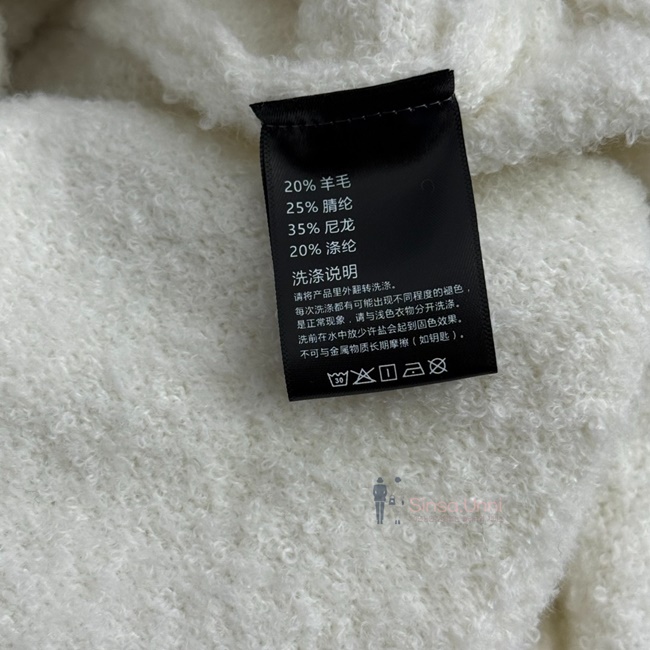 20% 羊毛
25% 腈纶
35% 尼龙
20% 涤纶
洗涤说明
请将产品里外翻转洗涤。
每次洗涤都有可能出现不同程度的褪色，
是正常现象，请与浅色衣物分开洗涤。
洗前在水中放少许盐会起到固色效果。
不可与金属物质长期摩擦（如钥匙）。
30